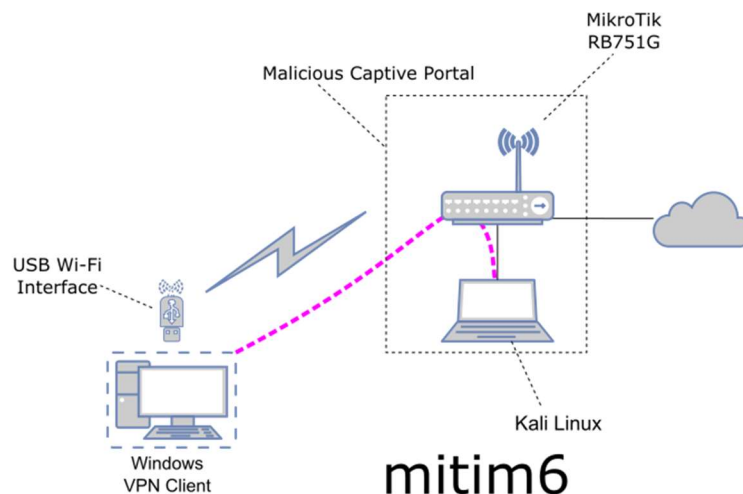 MikroTik
RB751G
Malicious Captive Portal
USB Wi-Fi
Interface
Kali Linux
Windows
VPN Client
mitim6